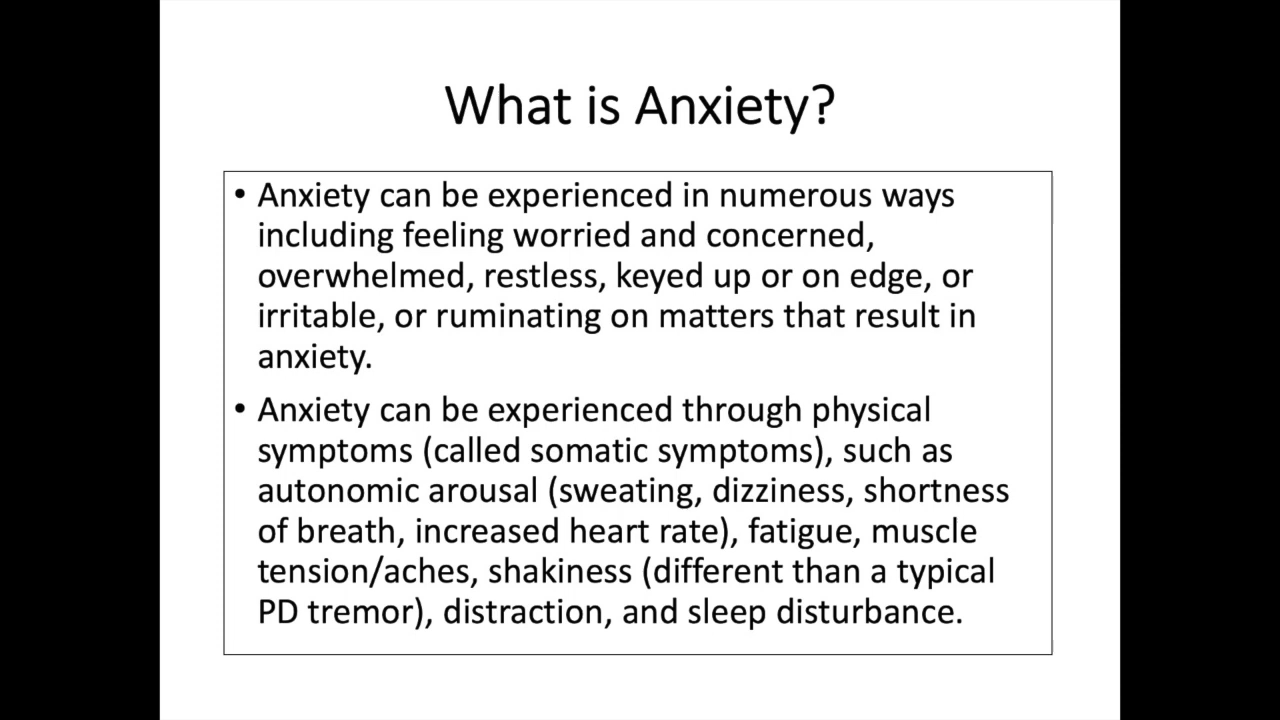 What is Anxiety?
• Anxiety can be experienced in numerous ways
including feeling worried and concerned,
overwhelmed, restless, keyed up or on edge, or
irritable, or ruminating on matters that result in
anxiety.
• Anxiety can be experienced through physical
symptoms (called somatic symptoms), such as
autonomic arousal (sweating, dizziness, shortness
of breath, increased heart rate), fatigue, muscle
tension/aches, shakiness (different than a typical
PD tremor), distraction, and sleep disturbance.